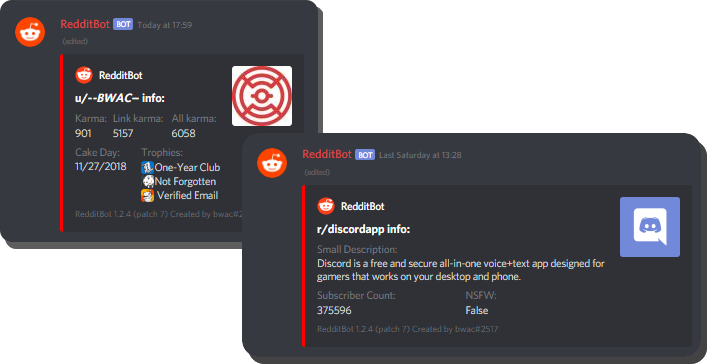 RedditBot BOT Today at 17:59
(edited)
RedditBot
u/--BWAC-- info:
Karma: Link karma: All karma:
901 5157 6058
Cake Day: Trophies:
11/27/2018 One-Year Club
Not Forgotten
Verified Email
RedditBot 1.2.4 (patch 7) Created by bwac#2
RedditBot BOT Last Saturday at 13:28
(edited)
RedditBot
r/discordapp info:
Small Description:
Discord is a free and secure all-in-one voice+text app designed for
gamers that works on your desktop and phone.
Subscriber Count: NSFW:
375596 False
RedditBot 1.2.4 (patch 7) Created by bwac#2517